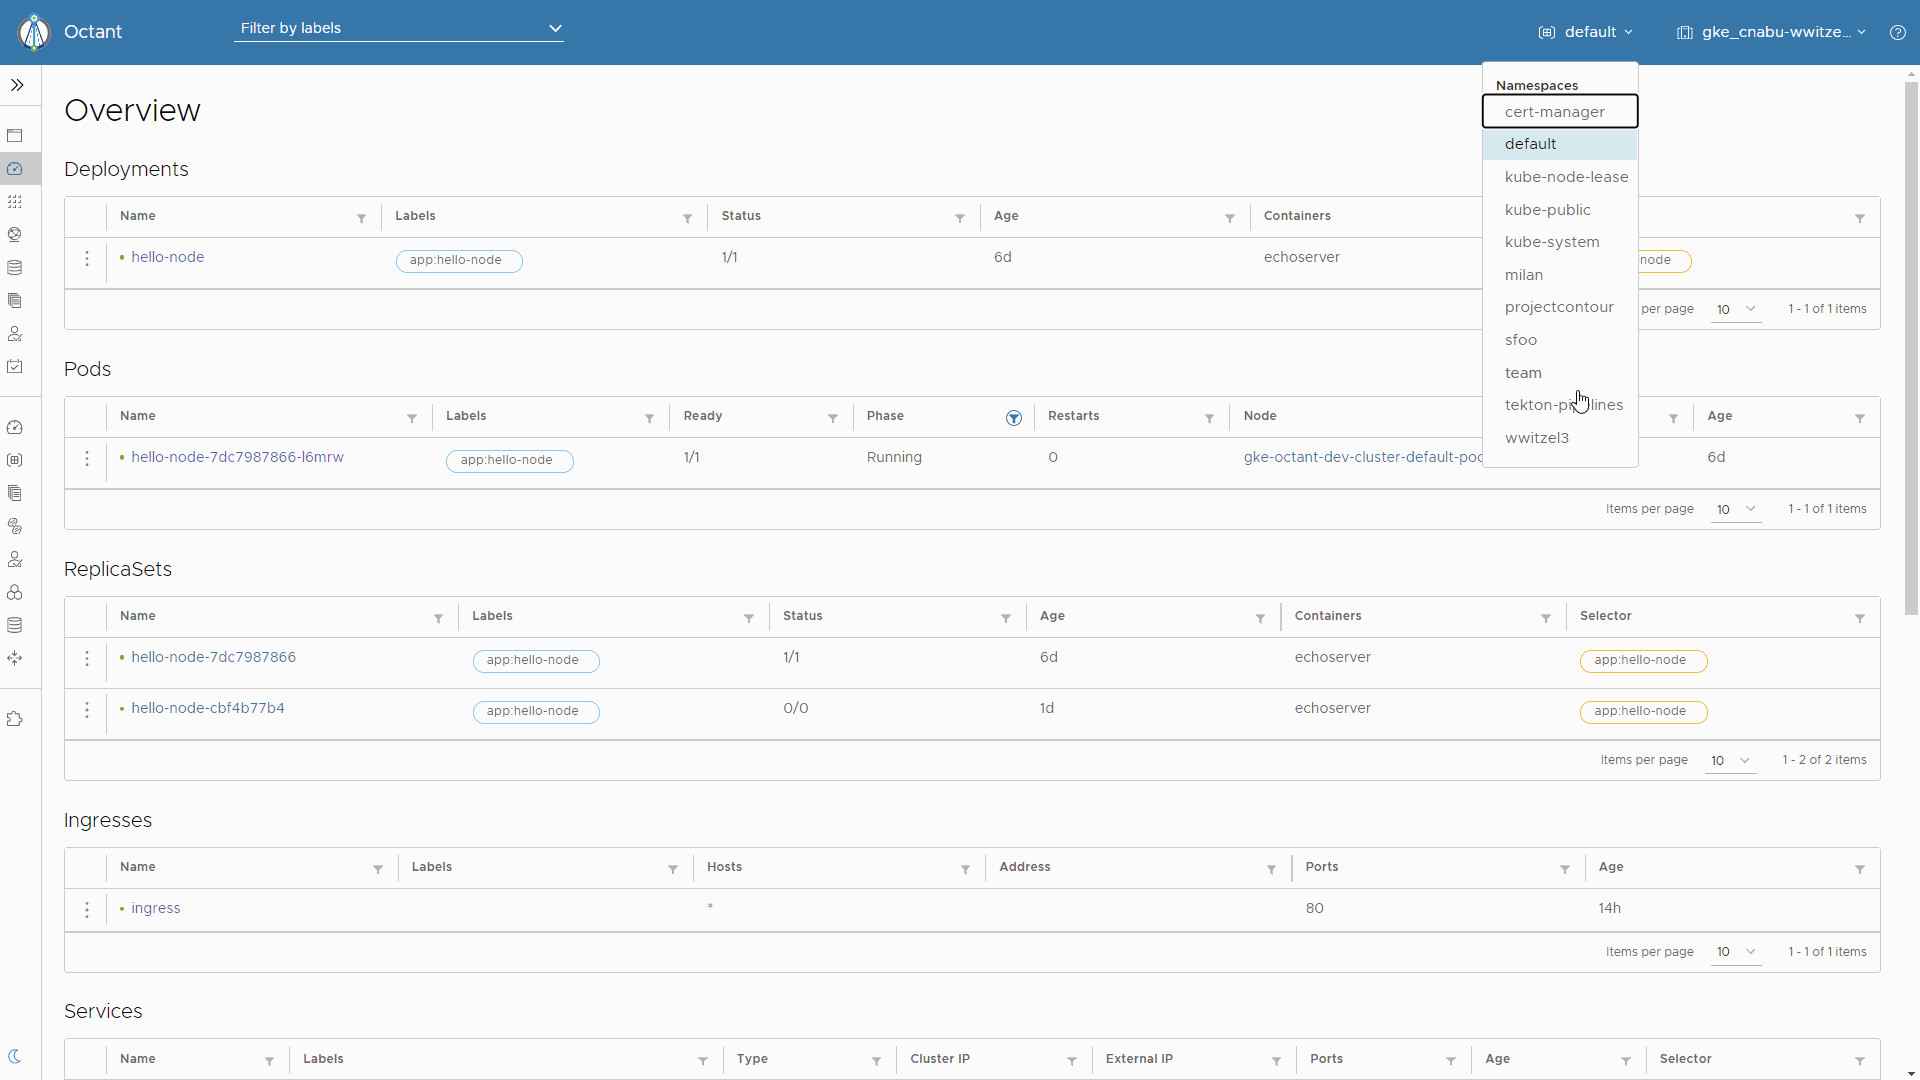 Octant
Filter by labels
default
gke_cnabu-wwitze...
Namespaces
cert-manager
default
kube-node-lease
kube-public
kube-system
milan
projectcontour
sfoo
team
wwitzel3
Overview
Deployments
Name Labels Status Age Containers
hello-node app:hello-node 1/1 6d echoserver node
per page 10 1 - 1 of 1 items
Pods
Name Labels Ready Phase Restarts Node Age
hello-node-7dc7987866-l6mrw app:hello-node 1/1 Running 0 gke-octant-dev-cluster-default-poo 6d
Items per page 10 1 - 1 of 1 items
ReplicaSets
Name Labels Status Age Containers Selector
hello-node-7dc7987866 app:hello-node 1/1 6d echoserver app:hello-node
hello-node-cbf4b77b4 app:hello-node 0/0 1d echoserver app:hello-node
Items per page 10 1 - 2 of 2 items
Ingresses
Name Labels Hosts Address Ports Age
ingress * 80 14h
Items per page 10 1 - 1 of 1 items
Services
Name Labels Type Cluster IP External IP Ports Age Selector